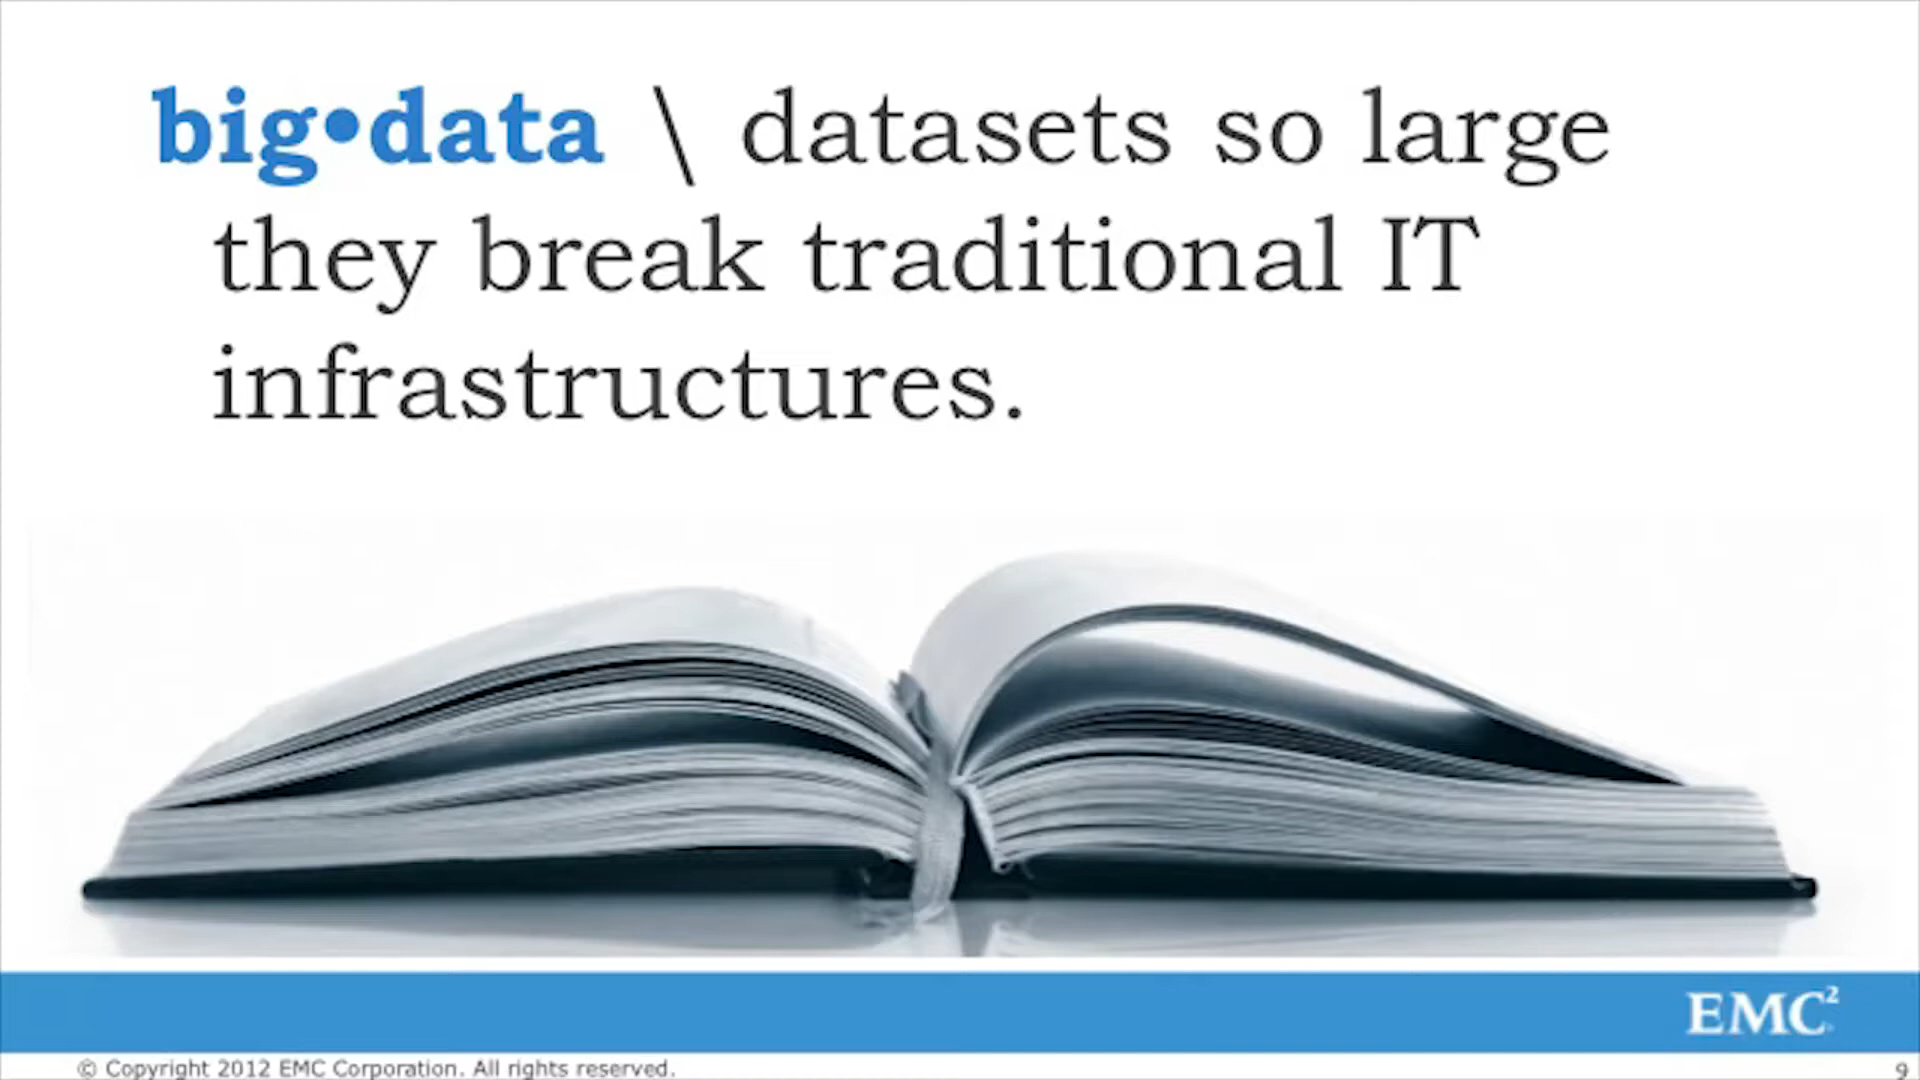 big•data \ datasets so large
they break traditional IT
infrastructures.
EMC²
© Copyright 2012 EMC Corporation. All rights reserved.
9